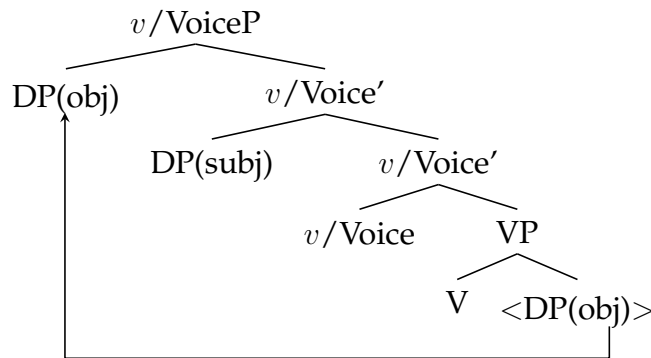 v/VoiceP
DP(obj) v/Voice’
DP(subj) v/Voice’
v/Voice VP
V <DP(obj)>